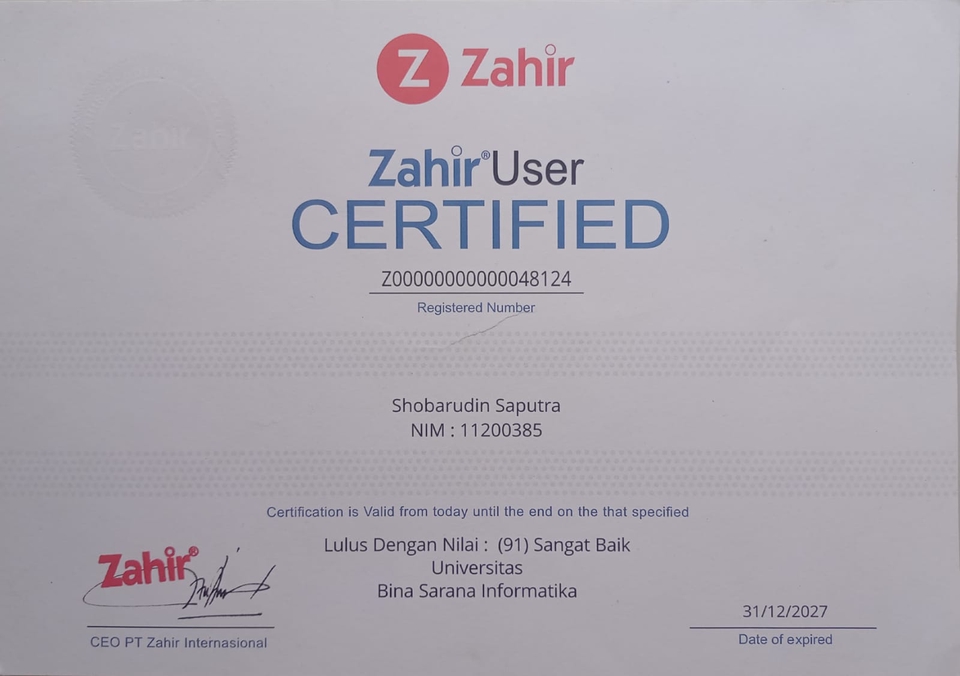 Zahir
Zahir
Zahir® User
CERTIFIED
Z00000000000048124
Registered Number
Shobarudin Saputra
NIM : 11200385
Certification is Valid from today until the end on the that specified
Lulus Dengan Nilai : (91) Sangat Baik
Universitas
Bina Sarana Informatika
Zahir®
CEO PT Zahir Internasional
31/12/2027
Date of expired